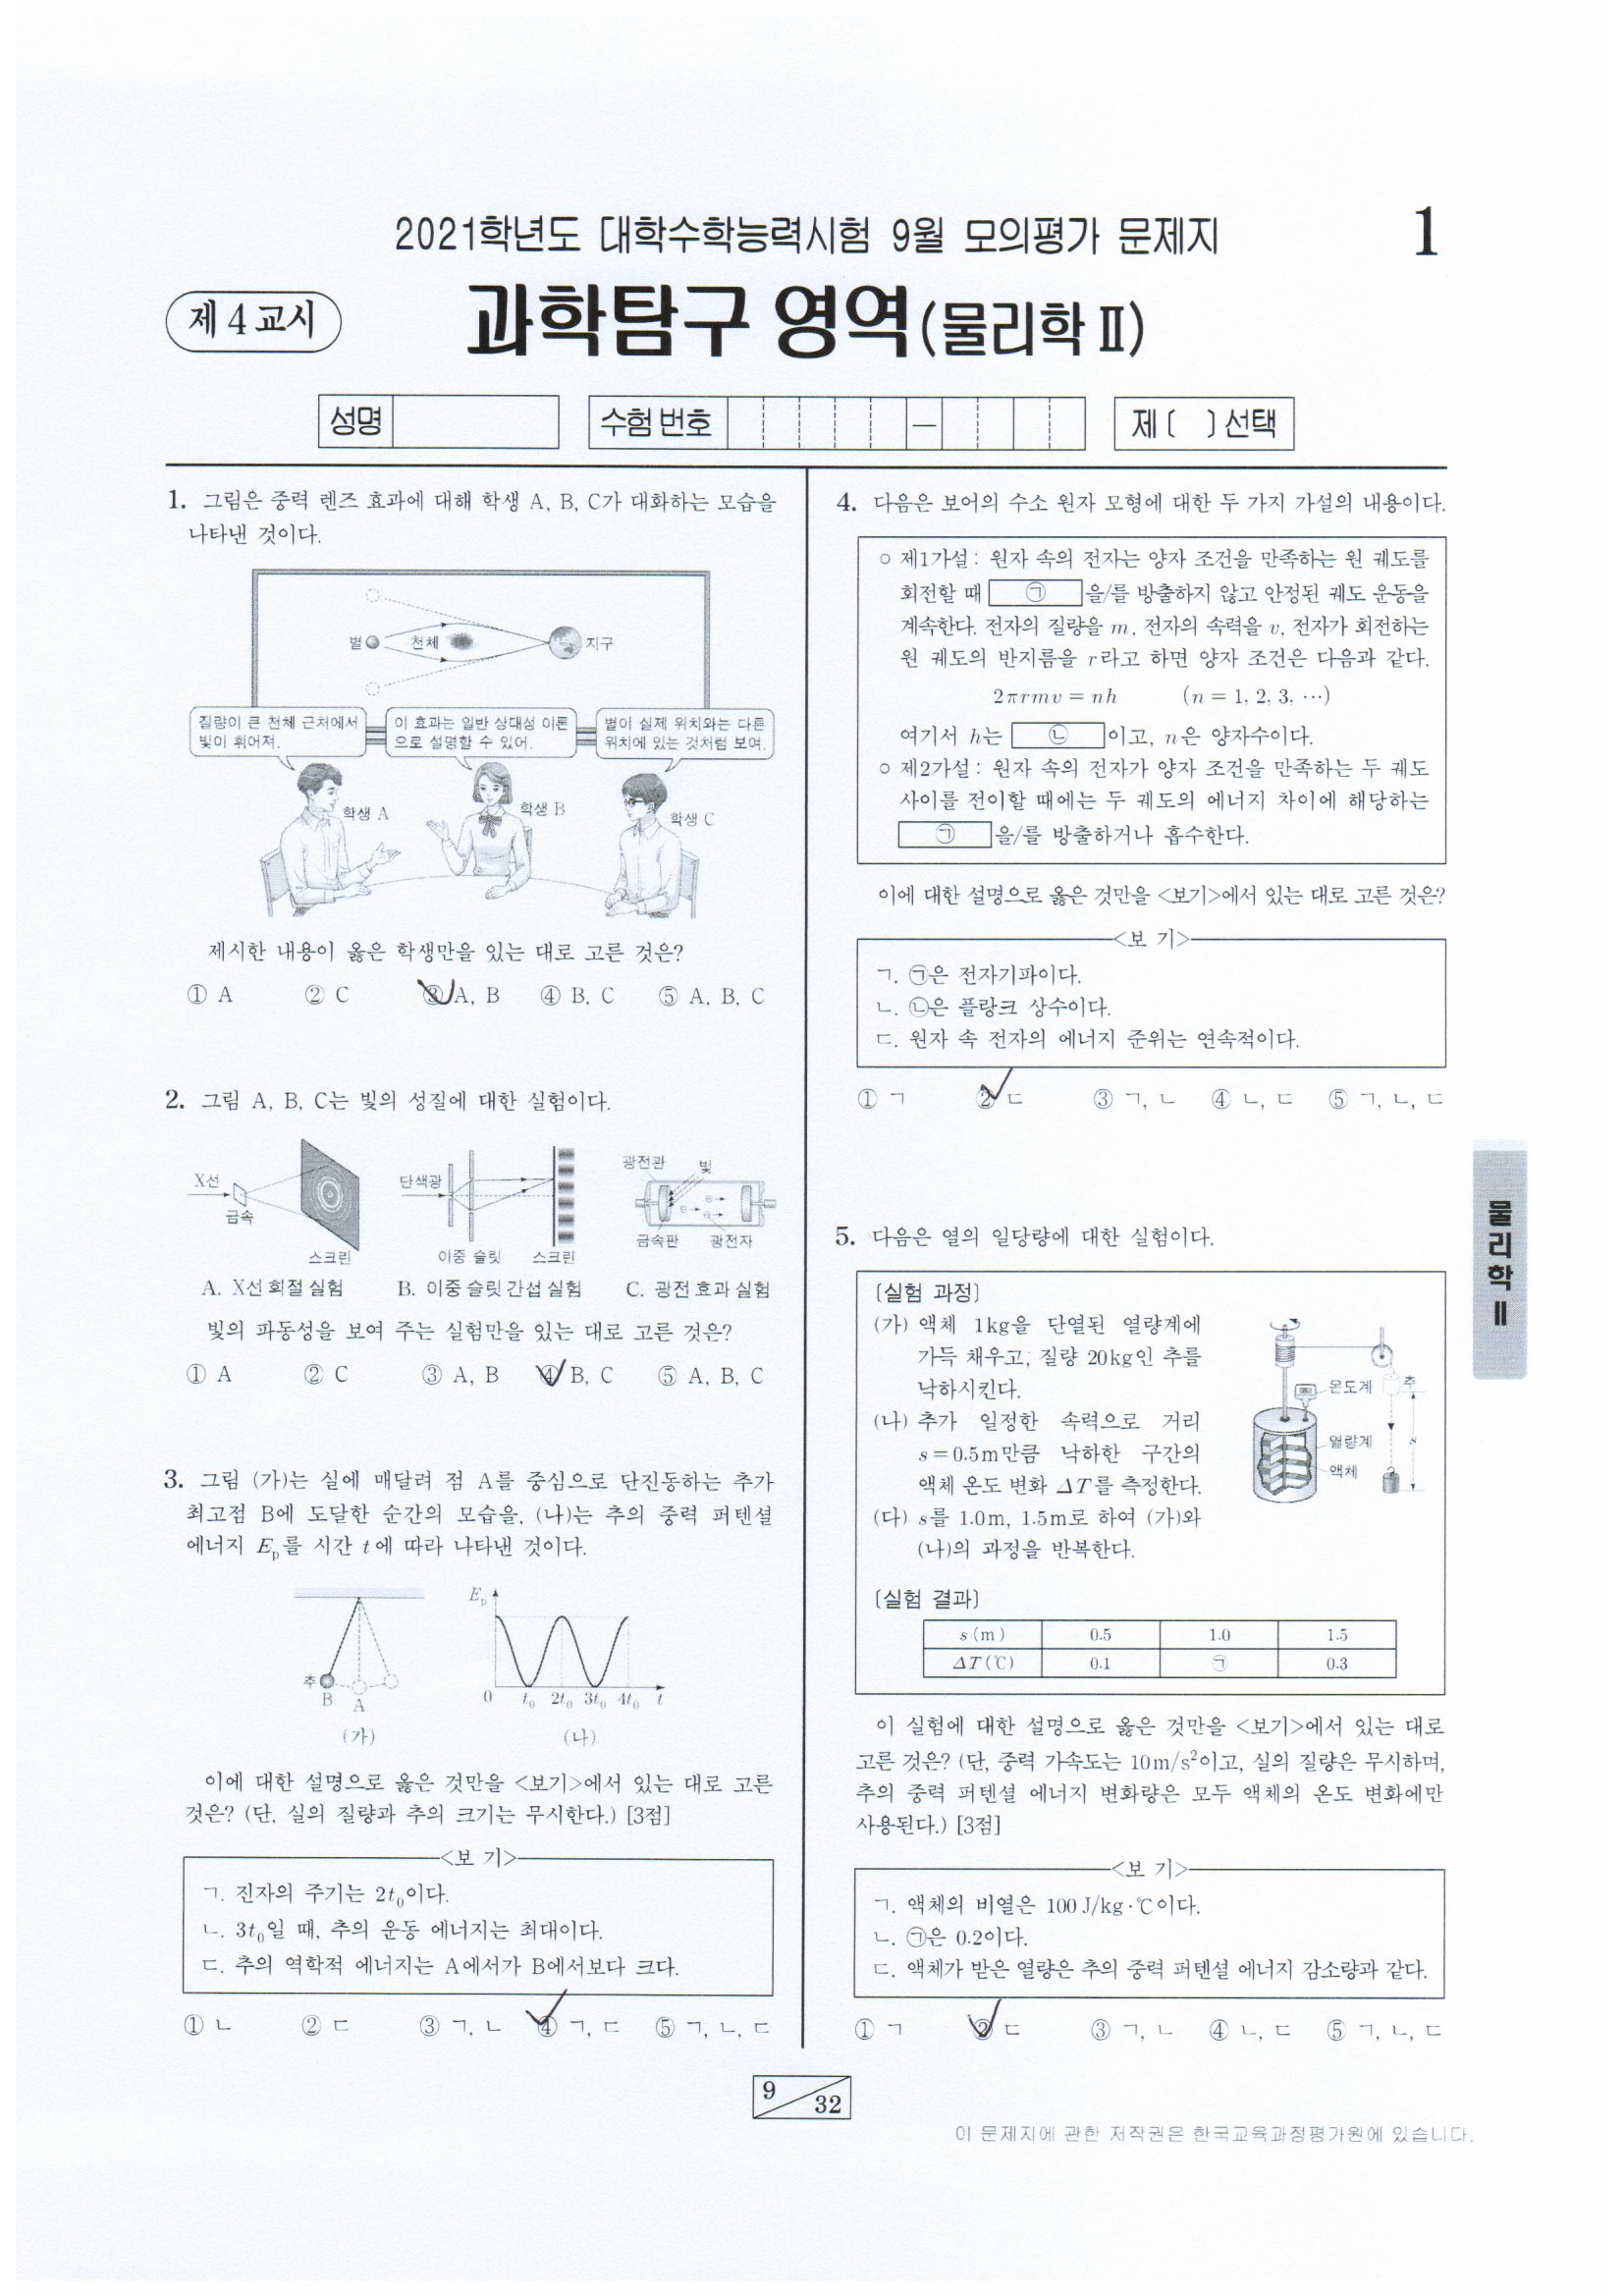 2021학년도 대학수학능력시험 9월 모의평가 문제지
1
제 4 교시
과학탐구 영역(물리학Ⅱ)
성명
수험 번호
—
제 [ ] 선택
1. 그림은 중력 렌즈 효과에 대해 학생 A, B, C가 대화하는 모습을
나타낸 것이다.
별
천체
지구
질량이 큰 천체 근처에서
빛이 휘어져.
이 효과는 일반 상대성 이론
으로 설명할 수 있어.
별이 실제 위치와는 다른
위치에 있는 것처럼 보여.
학생 A
학생 B
학생 C
제시한 내용이 옳은 학생만을 있는 대로 고른 것은?
① A ② C ③ A, B ④ B, C ⑤ A, B, C
2. 그림 A, B, C는 빛의 성질에 대한 실험이다.
X선
금속
스크린
단색광
이중 슬릿
스크린
광전관
빛
금속판
광전자
A. X선 회절 실험
B. 이중 슬릿 간섭 실험
C. 광전 효과 실험
빛의 파동성을 보여 주는 실험만을 있는 대로 고른 것은?
① A ② C ③ A, B ④ B, C ⑤ A, B, C
3. 그림 (가)는 실에 매달려 점 A를 중심으로 단진동하는 추가
최고점 B에 도달한 순간의 모습을, (나)는 추의 중력 퍼텐셜
에너지 Eₚ를 시간 t에 따라 나타낸 것이다.
추
B
A
(가)
Eₚ
0 t₀ 2t₀ 3t₀ 4t₀ t
(나)
이에 대한 설명으로 옳은 것만을 <보기>에서 있는 대로 고른
것은? (단, 실의 질량과 추의 크기는 무시한다.) [3점]
<보 기>
ㄱ. 진자의 주기는 2t₀이다.
ㄴ. 3t₀일 때, 추의 운동 에너지는 최대이다.
ㄷ. 추의 역학적 에너지는 A에서가 B에서보다 크다.
① ㄴ ② ㄷ ③ ㄱ, ㄴ ④ ㄱ, ㄷ ⑤ ㄱ, ㄴ, ㄷ
4. 다음은 보어의 수소 원자 모형에 대한 두 가지 가설의 내용이다.
○ 제1가설 : 원자 속의 전자는 양자 조건을 만족하는 원 궤도를
회전할 때 ㉠ 을/를 방출하지 않고 안정된 궤도 운동을
계속한다. 전자의 질량을 m, 전자의 속력을 v, 전자가 회전하는
원 궤도의 반지름을 r라고 하면 양자 조건은 다음과 같다.
2πrmv = nh (n = 1, 2, 3, ⋯)
여기서 h는 ㉡ 이고, n은 양자수이다.
○ 제2가설 : 원자 속의 전자가 양자 조건을 만족하는 두 궤도
사이를 전이할 때에는 두 궤도의 에너지 차이에 해당하는
㉠ 을/를 방출하거나 흡수한다.
이에 대한 설명으로 옳은 것만을 <보기>에서 있는 대로 고른 것은?
<보 기>
ㄱ. ㉠은 전자기파이다.
ㄴ. ㉡은 플랑크 상수이다.
ㄷ. 원자 속 전자의 에너지 준위는 연속적이다.
① ㄱ ② ㄷ ③ ㄱ, ㄴ ④ ㄴ, ㄷ ⑤ ㄱ, ㄴ, ㄷ
5. 다음은 열의 일당량에 대한 실험이다.
[실험 과정]
(가) 액체 1kg을 단열된 열량계에
가득 채우고, 질량 20kg인 추를
낙하시킨다.
(나) 추가 일정한 속력으로 거리
s=0.5m만큼 낙하한 구간의
액체 온도 변화 ΔT를 측정한다.
(다) s를 1.0m, 1.5m로 하여 (가)와
(나)의 과정을 반복한다.
온도계
추
열량계
s
액체
[실험 결과]
s(m) 0.5 1.0 1.5
ΔT(℃) 0.1 ㉠ 0.3
이 실험에 대한 설명으로 옳은 것만을 <보기>에서 있는 대로
고른 것은? (단, 중력 가속도는 10m/s²이고, 실의 질량은 무시하며,
추의 중력 퍼텐셜 에너지 변화량은 모두 액체의 온도 변화에만
사용된다.) [3점]
<보 기>
ㄱ. 액체의 비열은 100 J/kg·℃이다.
ㄴ. ㉠은 0.2이다.
ㄷ. 액체가 받은 열량은 추의 중력 퍼텐셜 에너지 감소량과 같다.
① ㄱ ② ㄷ ③ ㄱ, ㄴ ④ ㄴ, ㄷ ⑤ ㄱ, ㄴ, ㄷ
물리학Ⅱ
9
32
이 문제지에 관한 저작권은 한국교육과정평가원에 있습니다.